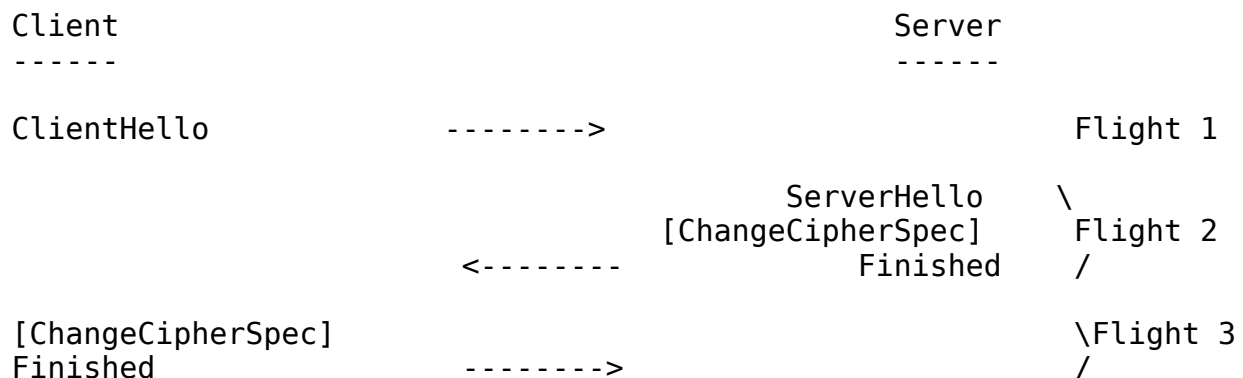 Client                                          Server
------                                          ------
ClientHello             -------->                          Flight 1
                                           ServerHello    \
                                    [ChangeCipherSpec]     Flight 2
                         <--------             Finished    /
[ChangeCipherSpec]                                         \Flight 3
Finished                 -------->                         /